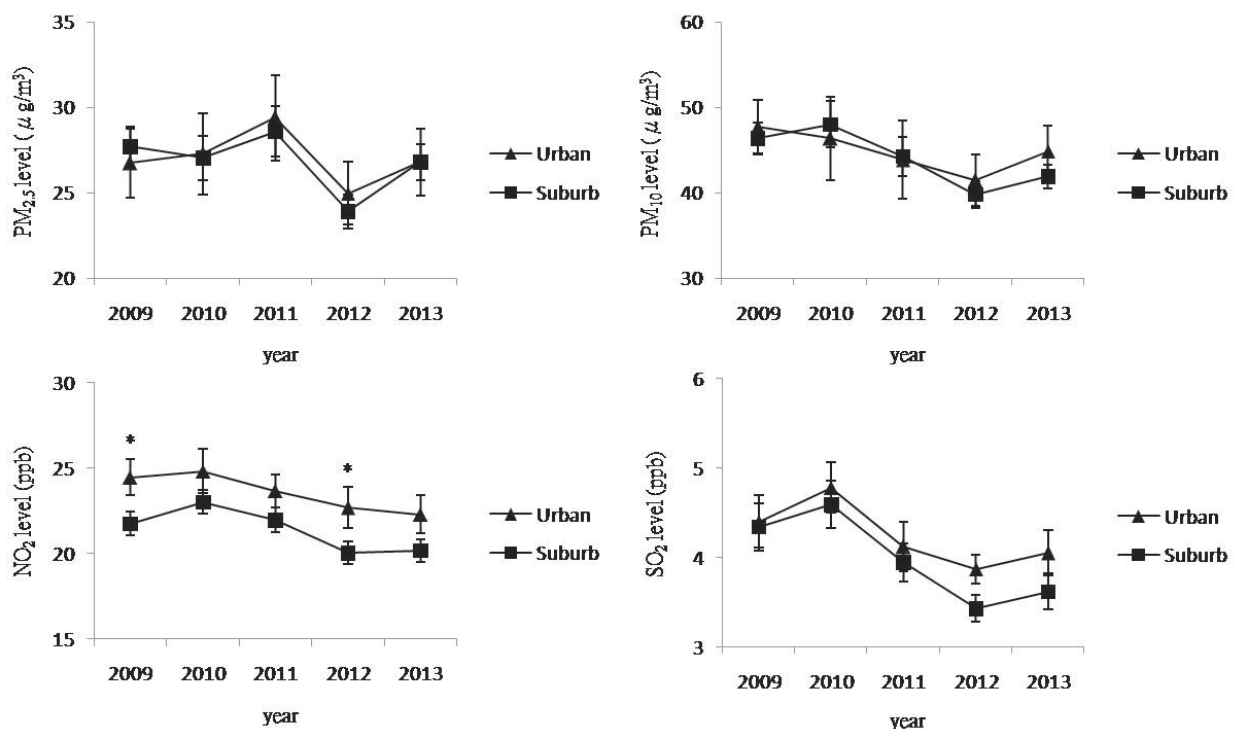 35
30
25
20
PM₂.₅ level ( μ g/m³)
2009 2010 2011 2012 2013
year
Urban
Suburb
60
50
40
30
PM₁₀ level ( μ g/m³)
2009 2010 2011 2012 2013
year
Urban
Suburb
30
25
20
15
NO₂ level (ppb)
*
*
2009 2010 2011 2012 2013
year
Urban
Suburb
6
5
4
3
SO₂ level (ppb)
2009 2010 2011 2012 2013
year
Urban
Suburb